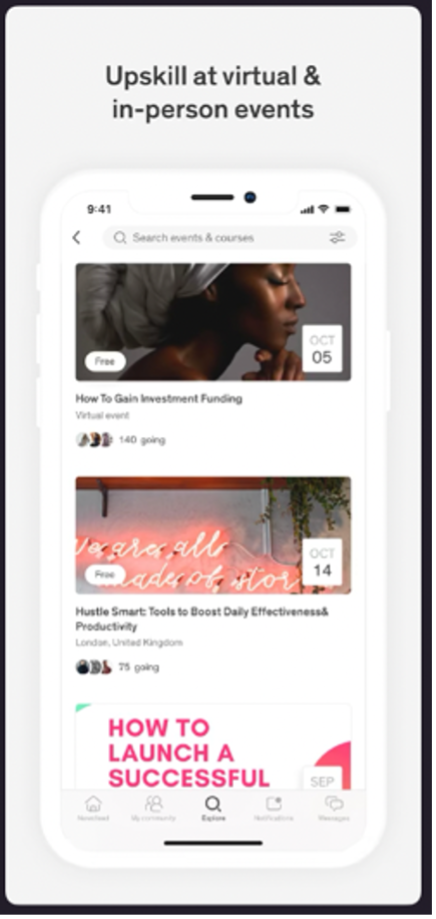 Upskill at virtual &
in-person events
9:41
Search events & courses
Free
OCT
05
How To Gain Investment Funding
Virtual event
140 going
We are all
made of stor
Free
OCT
14
Hustle Smart: Tools to Boost Daily Effectiveness&
Productivity
London, United Kingdom
75 going
HOW TO
LAUNCH A
SUCCESSFUL
SEP
Newsfeed
My community
Explore
Notifications
Messages